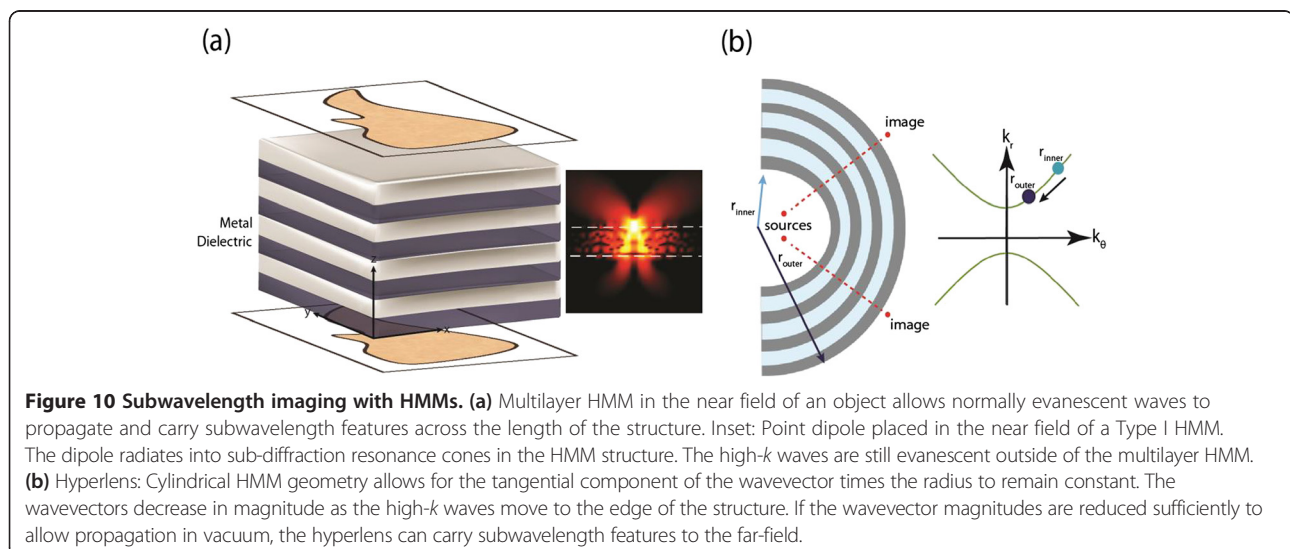 (a)
(b)
Metal
Dielectric
z
y
x
image
r_inner
sources
r_outer
image
k_r
r_inner
r_outer
k_θ
Figure 10 Subwavelength imaging with HMMs. (a) Multilayer HMM in the near field of an object allows normally evanescent waves to
propagate and carry subwavelength features across the length of the structure. Inset: Point dipole placed in the near field of a Type I HMM.
The dipole radiates into sub-diffraction resonance cones in the HMM structure. The high-k waves are still evanescent outside of the multilayer HMM.
(b) Hyperlens: Cylindrical HMM geometry allows for the tangential component of the wavevector times the radius to remain constant. The
wavevectors decrease in magnitude as the high-k waves move to the edge of the structure. If the wavevector magnitudes are reduced sufficiently to
allow propagation in vacuum, the hyperlens can carry subwavelength features to the far-field.